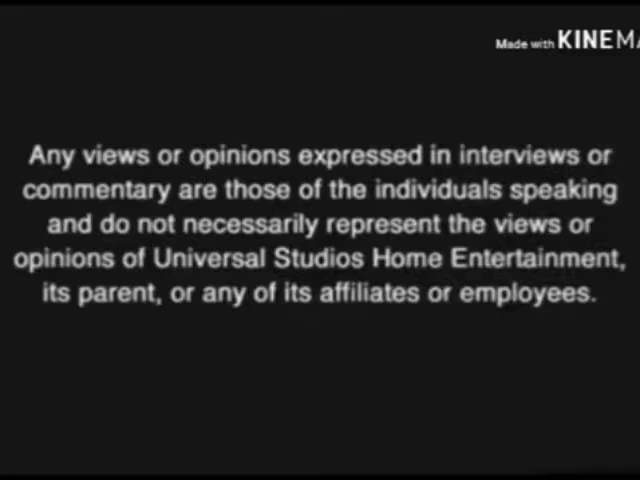 Made with KINEMA
Any views or opinions expressed in interviews or
commentary are those of the individuals speaking
and do not necessarily represent the views or
opinions of Universal Studios Home Entertainment,
its parent, or any of its affiliates or employees.